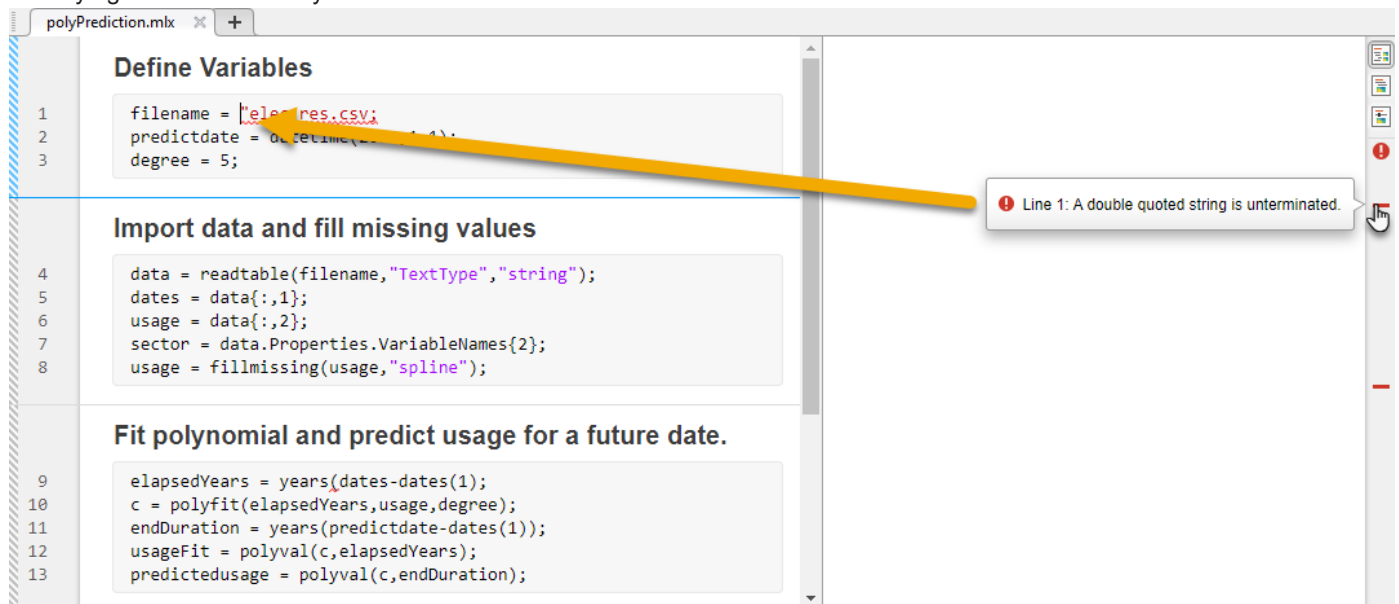 polyPrediction.mlx
Define Variables
1 filename = "electres.csv;
2 predictdate = datetime(
3 degree = 5;
Line 1: A double quoted string is unterminated.
Import data and fill missing values
4 data = readtable(filename,"TextType","string");
5 dates = data{:,1};
6 usage = data{:,2};
7 sector = data.Properties.VariableNames{2};
8 usage = fillmissing(usage,"spline");
Fit polynomial and predict usage for a future date.
9 elapsedYears = years(dates-dates(1);
10 c = polyfit(elapsedYears,usage,degree);
11 endDuration = years(predictdate-dates(1));
12 usageFit = polyval(c,elapsedYears);
13 predictedusage = polyval(c,endDuration);